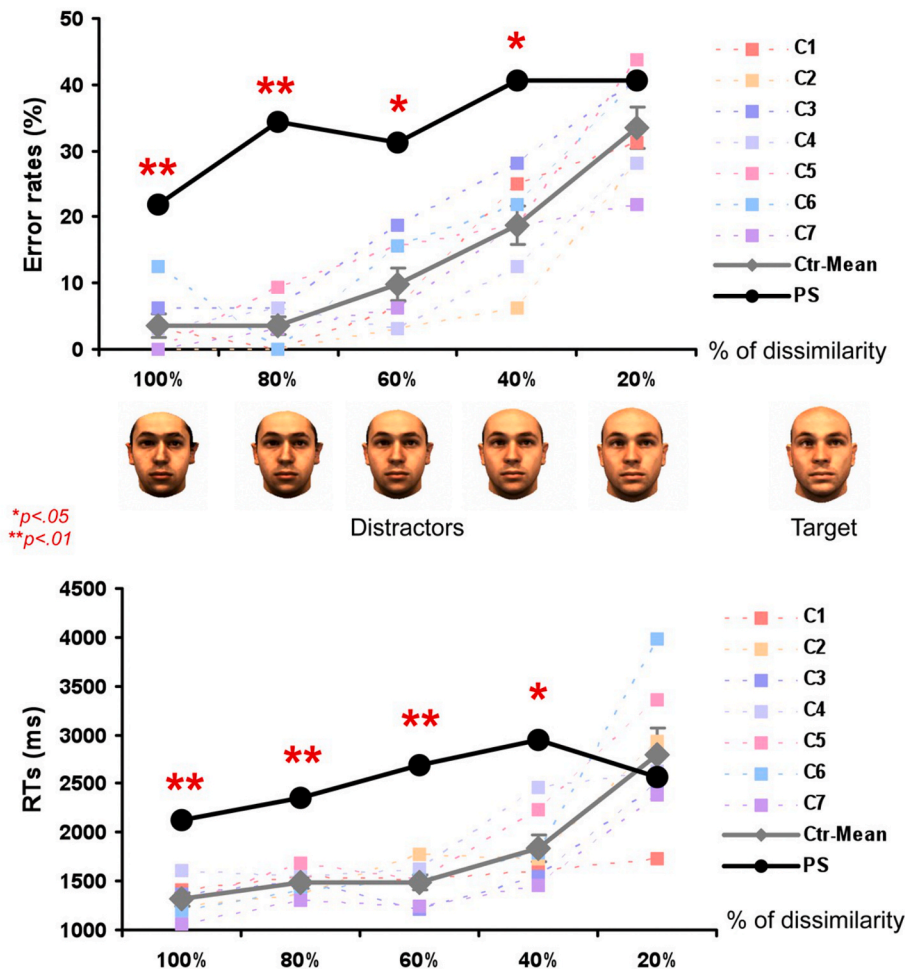 50
40
30
20
10
0
Error rates (%)
**
**
*
*
C1
C2
C3
C4
C5
C6
C7
Ctr-Mean
PS
% of dissimilarity
100% 80% 60% 40% 20%
Distractors
Target
*p<.05
**p<.01
4500
4000
3500
3000
2500
2000
1500
1000
RTs (ms)
**
**
**
*
C1
C2
C3
C4
C5
C6
C7
Ctr-Mean
PS
% of dissimilarity
100% 80% 60% 40% 20%